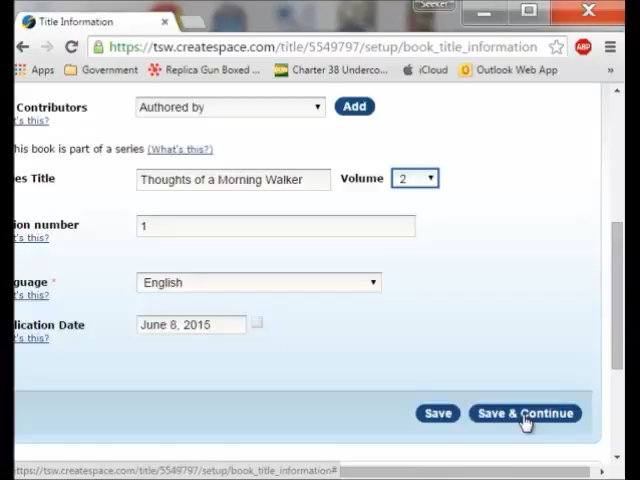 Seeker
Title Information
https://tsw.createspace.com/title/5549797/setup/book_title_information
ABP
Apps Government Replica Gun Boxed ... Charter 38 Underco... iCloud Outlook Web App »
Contributors Authored by Add
t's this?
his book is part of a series (What's this?)
es Title Thoughts of a Morning Walker Volume 2
ion number 1
t's this?
guage * English
t's this?
lication Date June 8, 2015
t's this?
Save Save & Continue
https://tsw.createspace.com/title/5549797/setup/book_title_information#